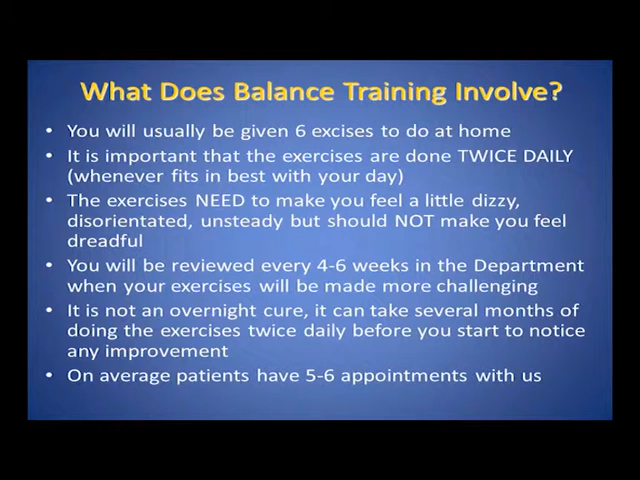 What Does Balance Training Involve?
• You will usually be given 6 excises to do at home
• It is important that the exercises are done TWICE DAILY
(whenever fits in best with your day)
• The exercises NEED to make you feel a little dizzy,
disorientated, unsteady but should NOT make you feel
dreadful
• You will be reviewed every 4-6 weeks in the Department
when your exercises will be made more challenging
• It is not an overnight cure, it can take several months of
doing the exercises twice daily before you start to notice
any improvement
• On average patients have 5-6 appointments with us